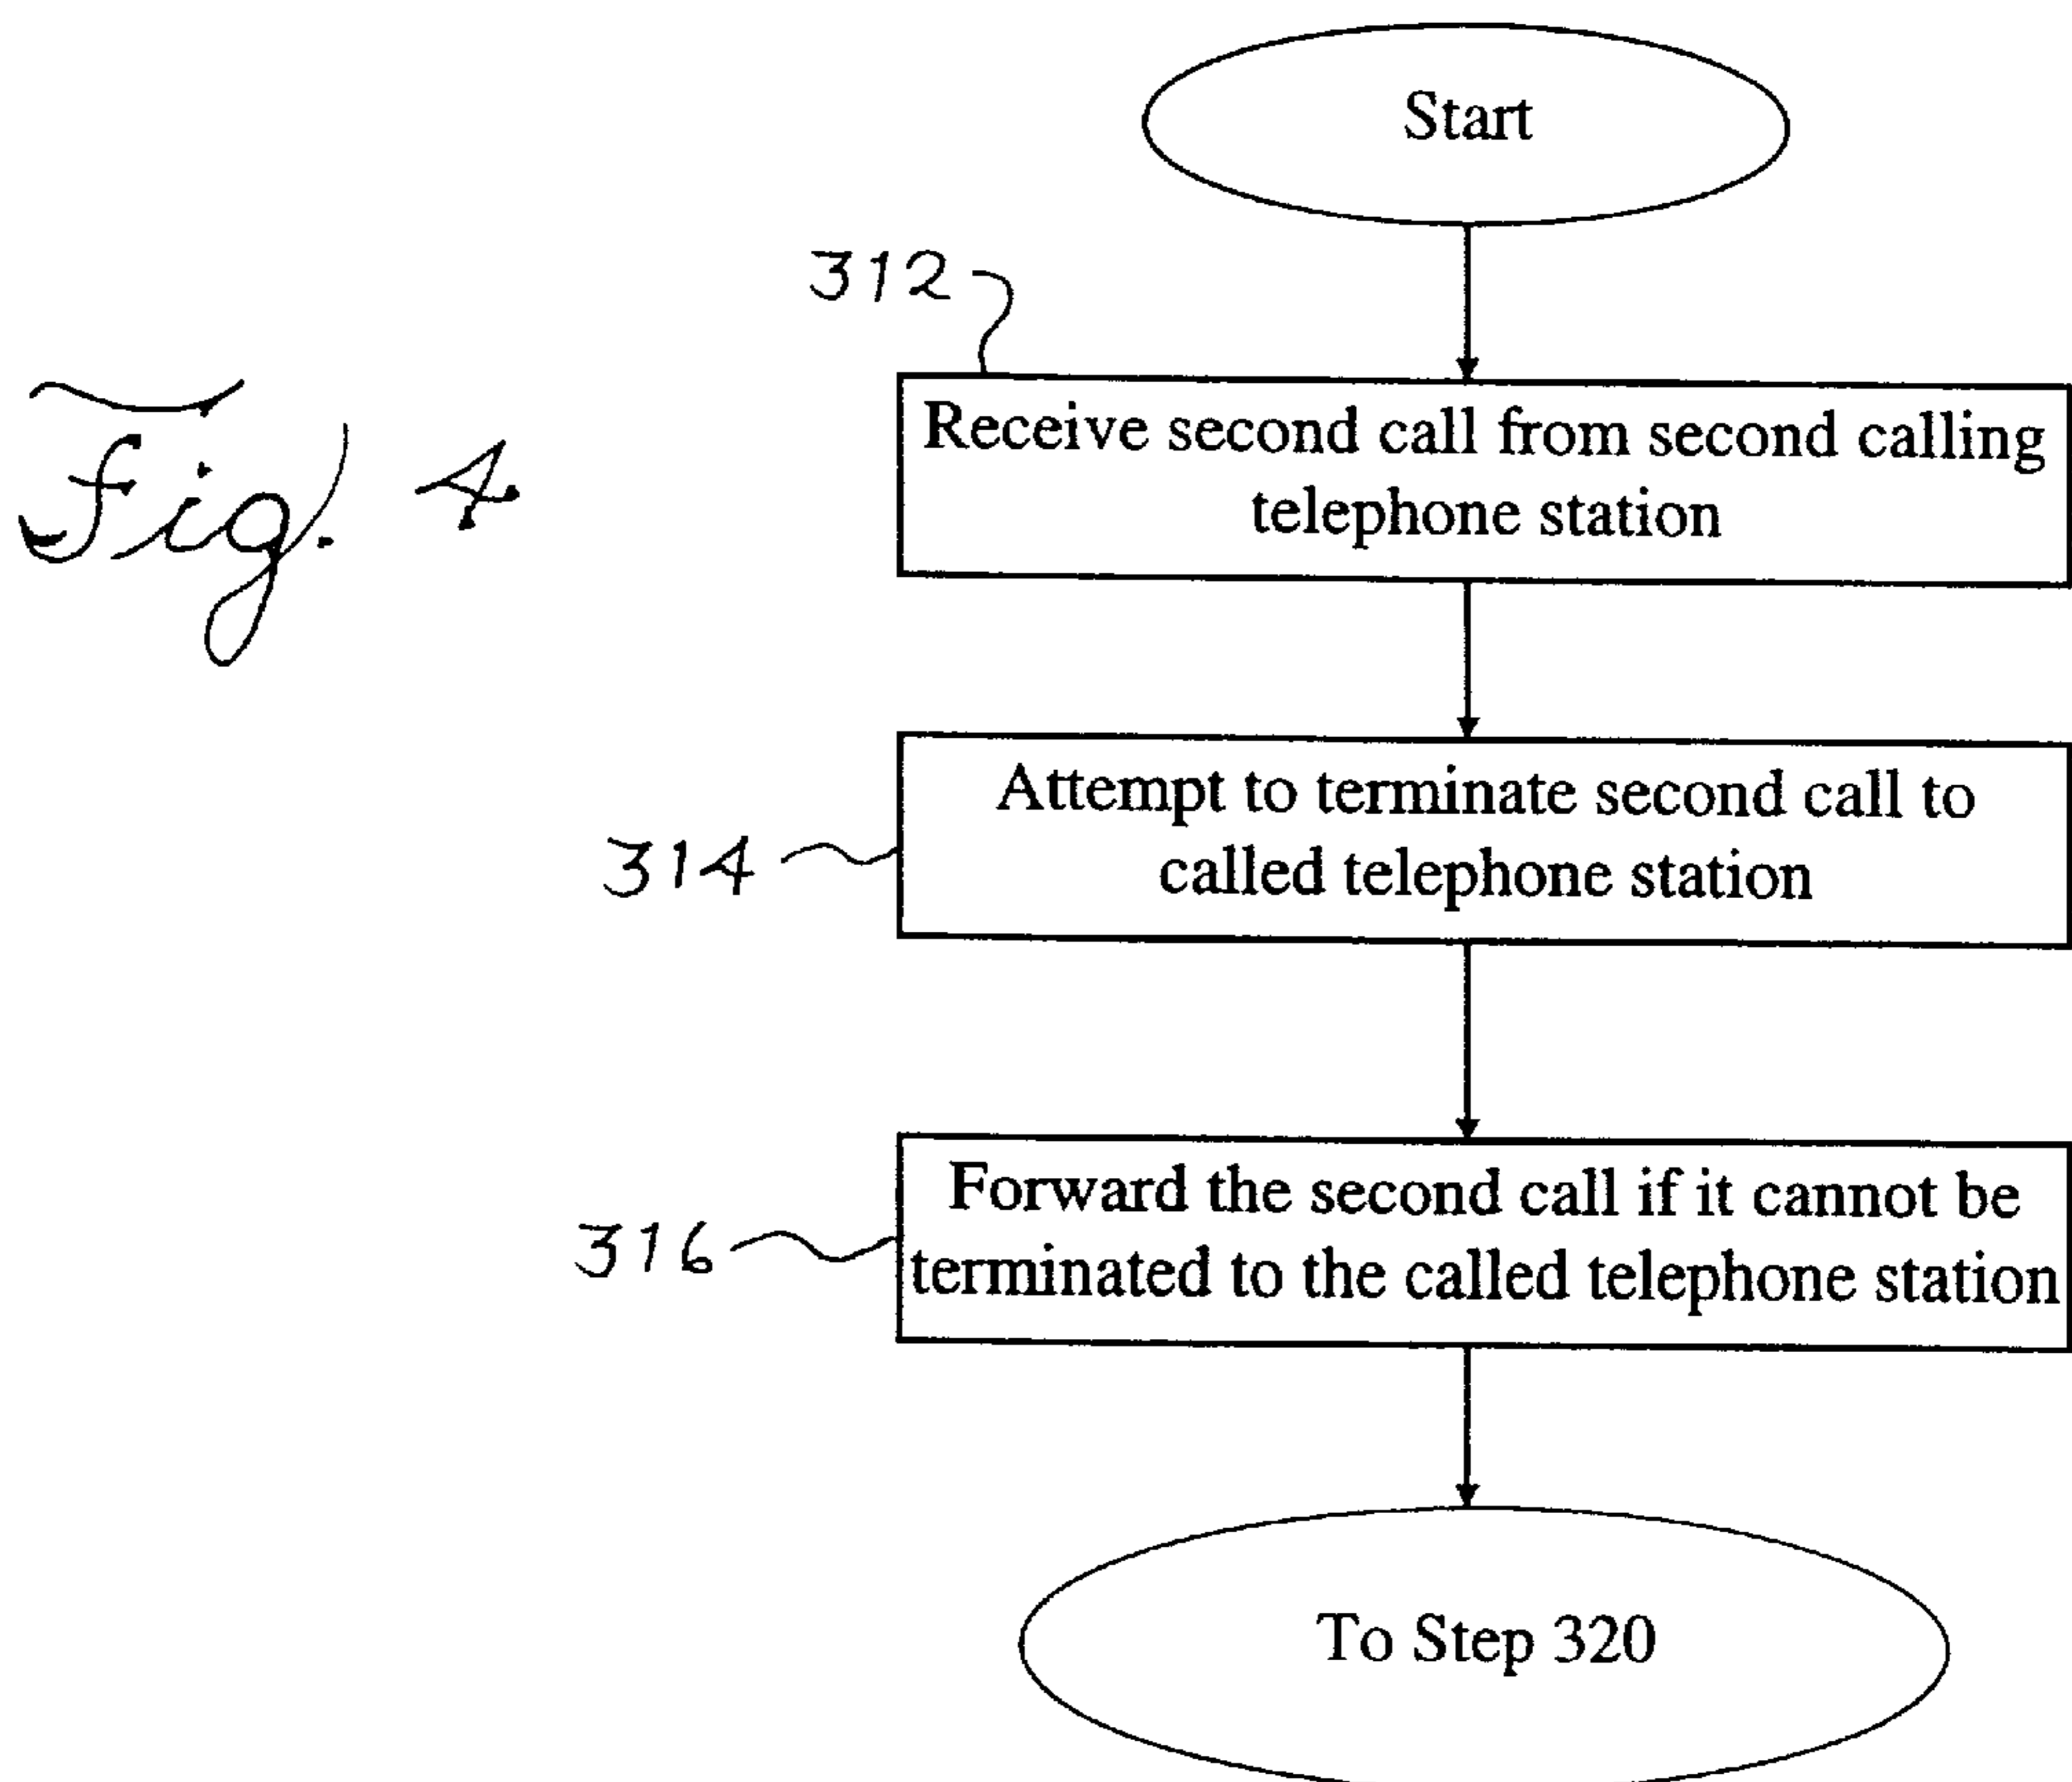 Start
312
Receive second call from second calling
telephone station
Fig. 4
Attempt to terminate second call to
called telephone station
314
Forward the second call if it cannot be
terminated to the called telephone station
316
To Step 320